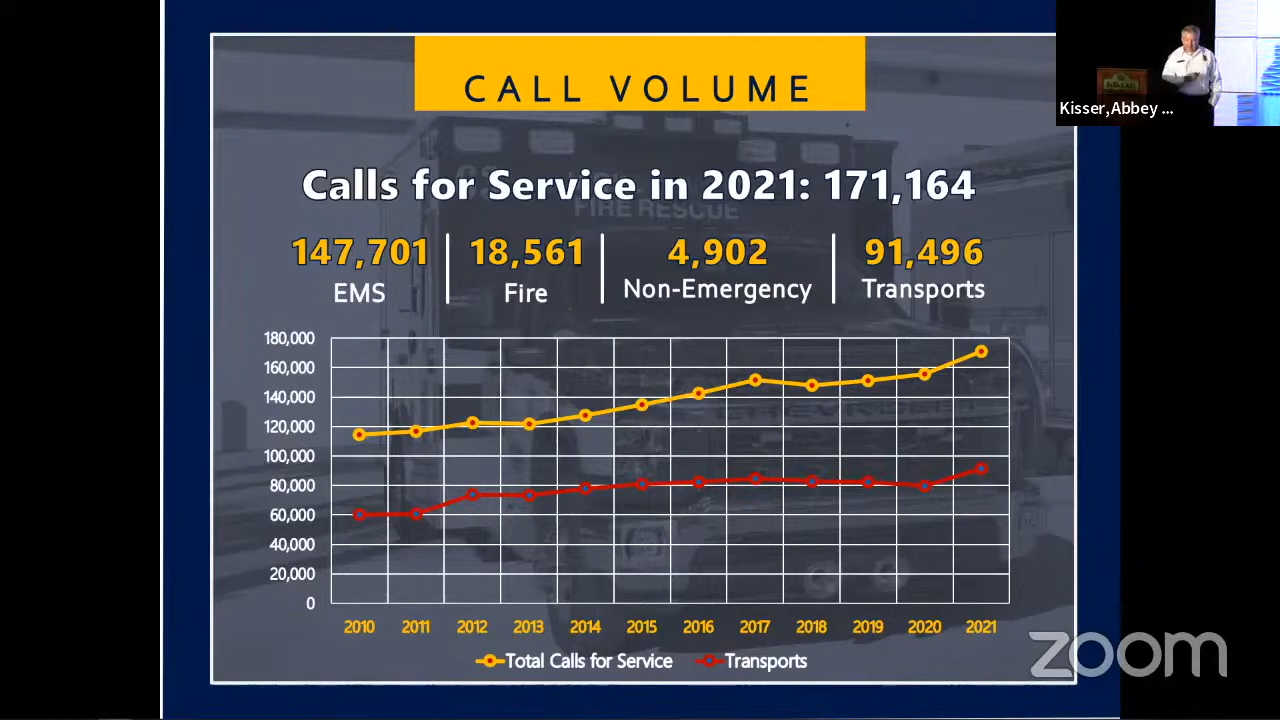 CALL VOLUME
Kisser,Abbey ...
Calls for Service in 2021: 171,164
FIRE RESCUE
147,701
18,561
4,902
91,496
EMS
Fire
Non-Emergency
Transports
180,000
160,000
140,000
120,000
100,000
80,000
60,000
40,000
20,000
0
2010 2011 2012 2013 2014 2015 2016 2017 2018 2019 2020 2021
Total Calls for Service
Transports
zoom